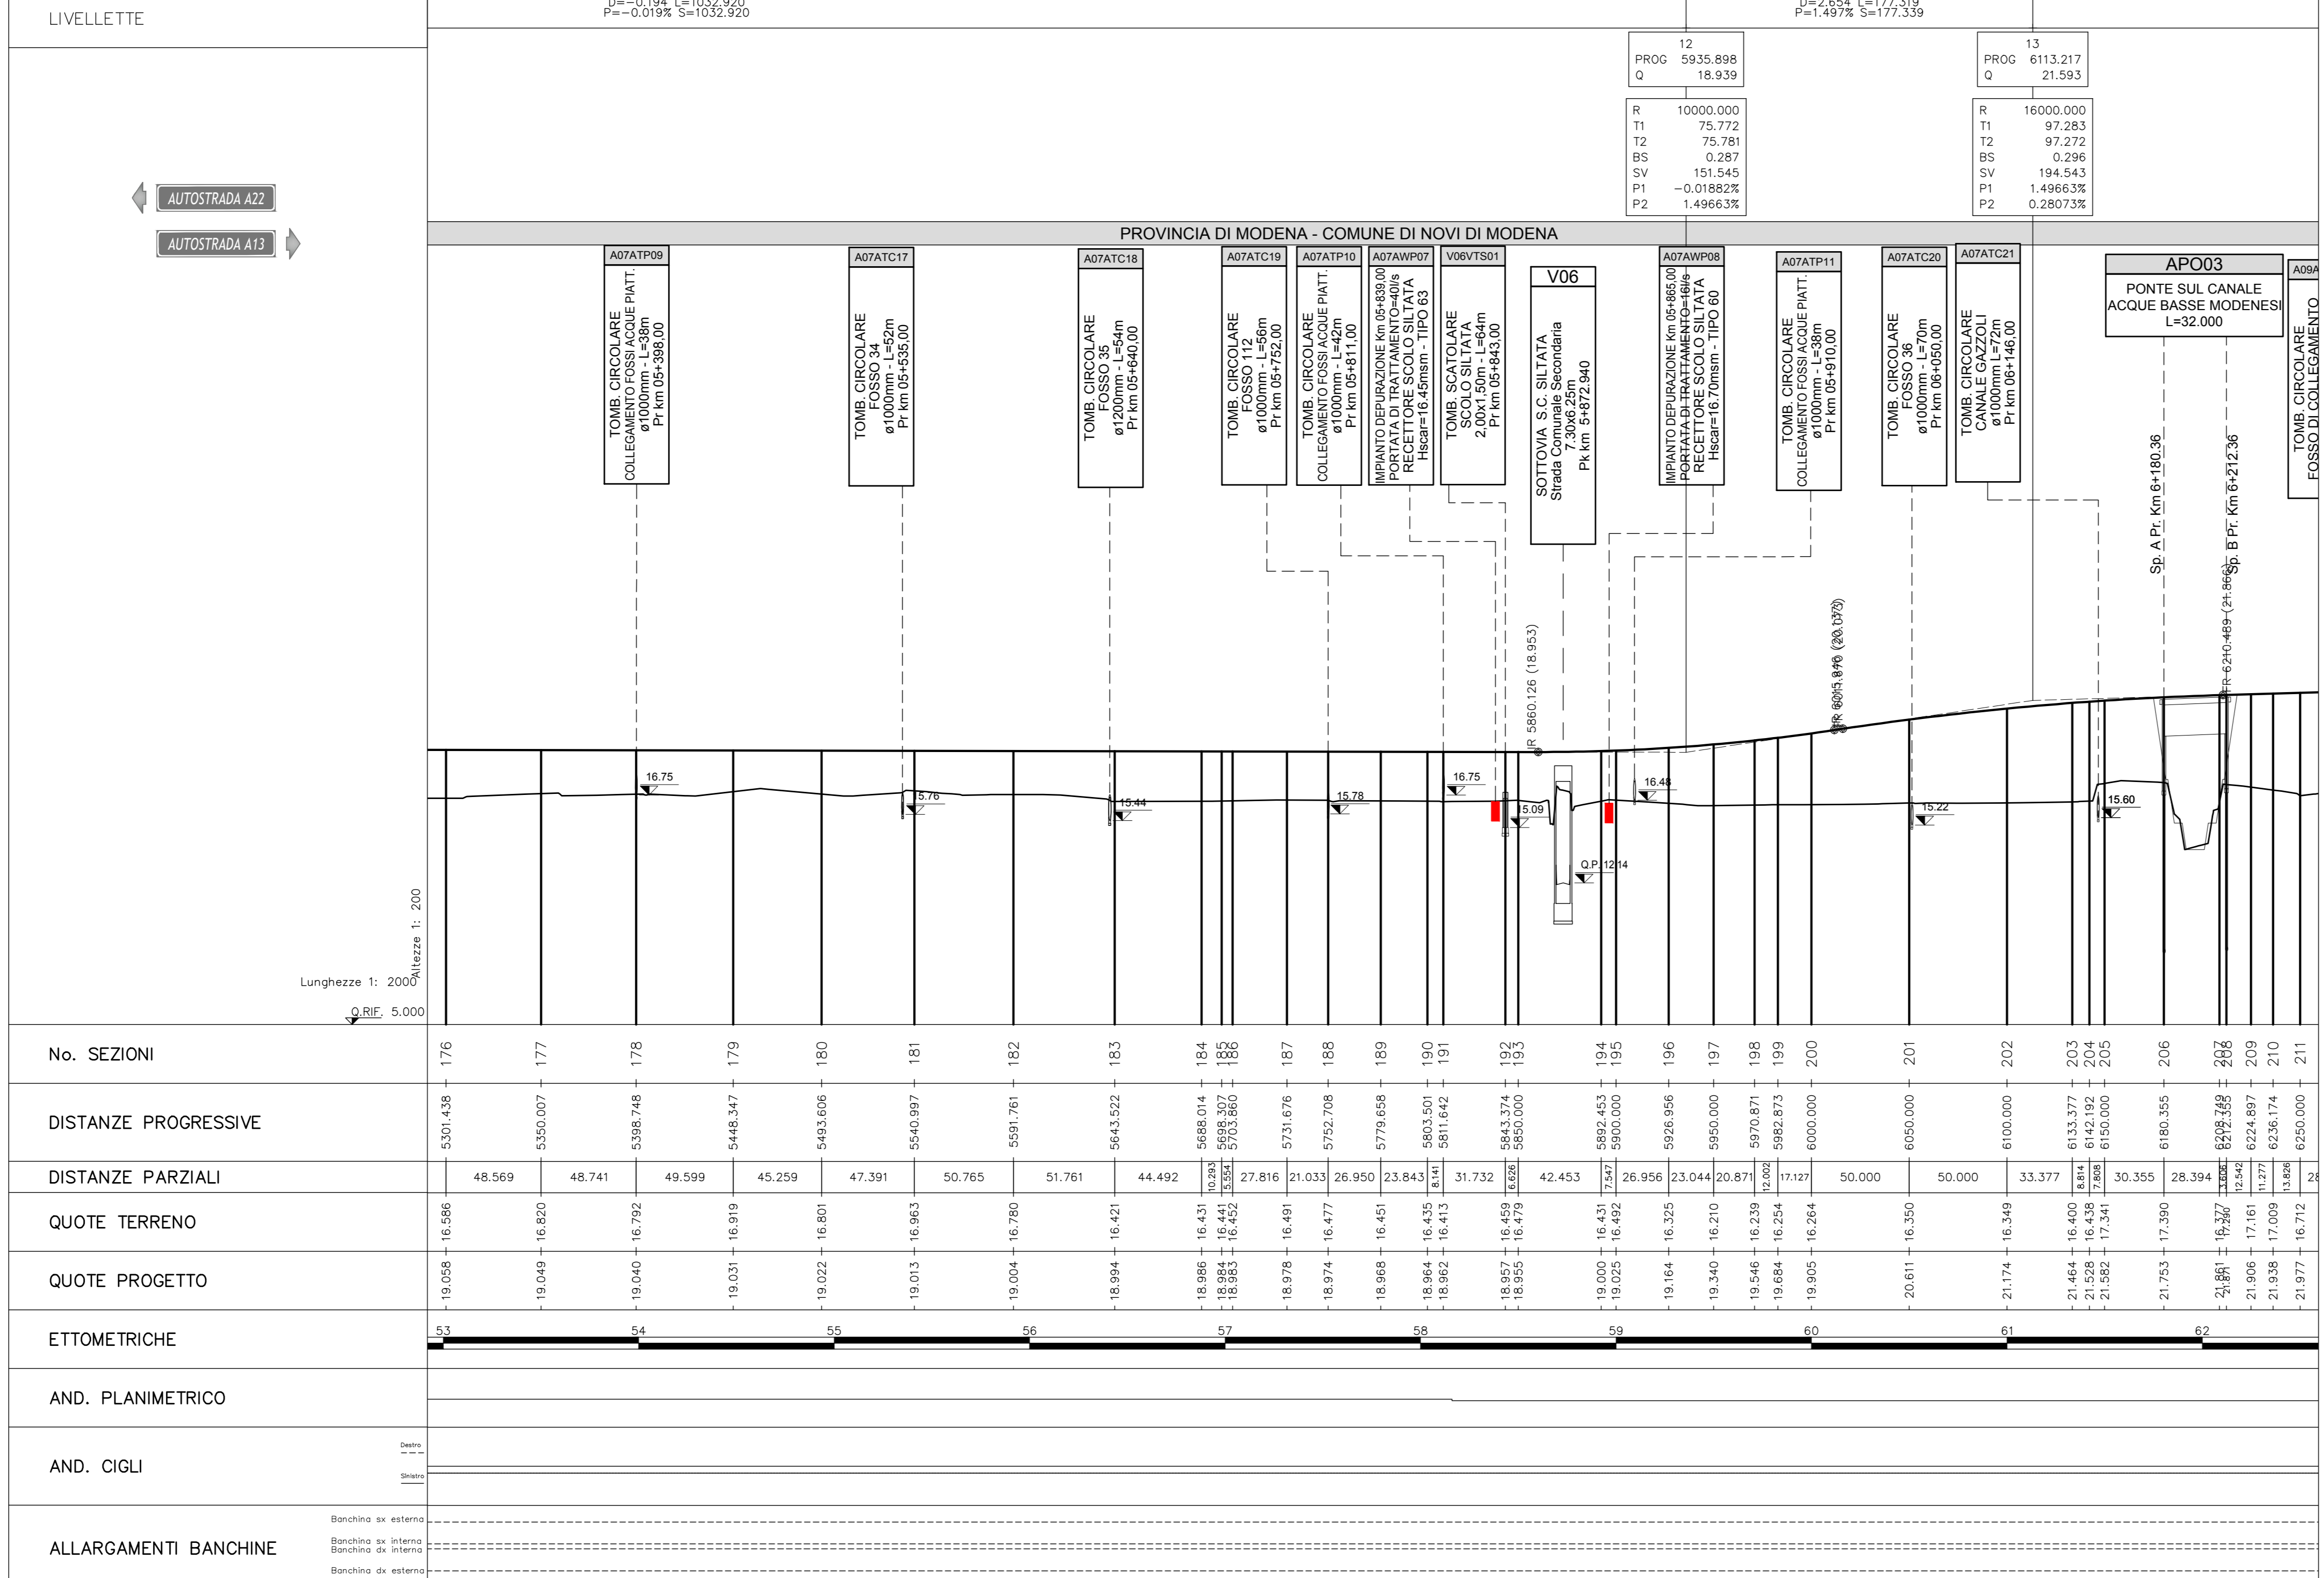 LIVELLETTE
D=-0.194 L=1032.920
P=-0.019% S=1032.920
D=2.654 L=177.319
P=1.497% S=177.339
12
PROG 5935.898
Q 18.939
R 10000.000
T1 75.772
T2 75.781
BS 0.287
SV 151.545
P1 -0.01882%
P2 1.49663%
13
PROG 6113.217
Q 21.593
R 16000.000
T1 97.283
T2 97.272
BS 0.296
SV 194.543
P1 1.49663%
P2 0.28073%
AUTOSTRADA A22
AUTOSTRADA A13
PROVINCIA DI MODENA - COMUNE DI NOVI DI MODENA
A07ATP09
TOMB. CIRCOLARE
COLLEGAMENTO FOSSI ACQUE PIATT.
ø1000mm - L=38m
Pr km 05+398,00
A07ATC17
TOMB. CIRCOLARE
FOSSO 34
ø1000mm - L=52m
Pr km 05+535,00
A07ATC18
TOMB. CIRCOLARE
FOSSO 35
ø1200mm - L=54m
Pr km 05+640,00
A07ATC19
TOMB. CIRCOLARE
FOSSO 112
ø1000mm - L=56m
Pr km 05+752,00
A07ATP10
TOMB. CIRCOLARE
COLLEGAMENTO FOSSI ACQUE PIATT.
ø1000mm - L=42m
Pr km 05+811,00
A07AWP07
IMPIANTO DEPURAZIONE Km 05+839,00
PORTATA DI TRATTAMENTO=40l/s
RECETTORE SCOLO SILTATA
Hscar=16.45msm - TIPO 63
V06VTS01
TOMB. SCATOLARE
SCOLO SILTATA
2,00x1,50m - L=64m
Pr km 05+843,00
V06
SOTTOVIA S.C. SILTATA
Strada Comunale Secondaria
7.30x6.25m
Pk km 5+872.940
A07AWP08
IMPIANTO DEPURAZIONE Km 05+865,00
PORTATA DI TRATTAMENTO=16l/s
RECETTORE SCOLO SILTATA
Hscar=16.70msm - TIPO 60
A07ATP11
TOMB. CIRCOLARE
COLLEGAMENTO FOSSI ACQUE PIATT.
ø1000mm - L=38m
Pr km 05+910,00
A07ATC20
TOMB. CIRCOLARE
FOSSO 36
ø1000mm - L=70m
Pr km 06+050,00
A07ATC21
TOMB. CIRCOLARE
CANALE GAZZOLI
ø1000mm L=72m
Pr km 06+146,00
APO03
PONTE SUL CANALE
ACQUE BASSE MODENESI
L=32.000
A09A
TOMB. CIRCOLARE
FOSSO DI COLLEGAMENTO
Sp. A Pr. Km 6+180.36
Sp. B Pr. Km 6+212.36
IR 5860.126 (18.953)
FR 6210.489 (21.866)
16.75
15.76
15.44
15.78
16.75
15.09
Q.P. 12.14
16.48
15.22
15.60
Altezze 1: 200
Lunghezze 1: 2000
Q.RIF. 5.000
No. SEZIONI
176 177 178 179 180 181 182 183 184 185 186 187 188 189 190 191 192 193 194 195 196 197 198 199 200 201 202 203 204 205 206 207 208 209 210 211
DISTANZE PROGRESSIVE
5301.438 5350.007 5398.748 5448.347 5493.606 5540.997 5591.761 5643.522 5688.014 5698.307 5703.860 5731.676 5752.708 5779.658 5803.501 5811.642 5843.374 5850.000 5892.453 5900.000 5926.956 5950.000 5970.871 5982.873 6000.000 6050.000 6100.000 6133.377 6142.192 6150.000 6180.355 6208.749 6212.355 6224.897 6236.174 6250.000
DISTANZE PARZIALI
48.569 48.741 49.599 45.259 47.391 50.765 51.761 44.492 10.293 5.554 27.816 21.033 26.950 23.843 8.141 31.732 6.626 42.453 7.547 26.956 23.044 20.871 12.002 17.127 50.000 50.000 33.377 8.814 7.808 30.355 28.394 3.606 12.542 11.277 13.826 28
QUOTE TERRENO
16.586 16.820 16.792 16.919 16.801 16.963 16.780 16.421 16.431 16.441 16.452 16.491 16.477 16.451 16.435 16.413 16.459 16.479 16.431 16.492 16.325 16.210 16.239 16.254 16.264 16.350 16.349 16.400 16.438 17.341 17.390 16.377 17.290 17.161 17.009 16.712
QUOTE PROGETTO
19.058 19.049 19.040 19.031 19.022 19.013 19.004 18.994 18.986 18.984 18.983 18.978 18.974 18.968 18.964 18.962 18.957 18.955 19.000 19.025 19.164 19.340 19.546 19.684 19.905 20.611 21.174 21.464 21.528 21.582 21.753 21.861 21.871 21.906 21.938 21.977
ETTOMETRICHE
53 54 55 56 57 58 59 60 61 62
AND. PLANIMETRICO
AND. CIGLI
Destro
Sinistro
ALLARGAMENTI BANCHINE
Banchina sx esterna
Banchina sx interna
Banchina dx interna
Banchina dx esterna